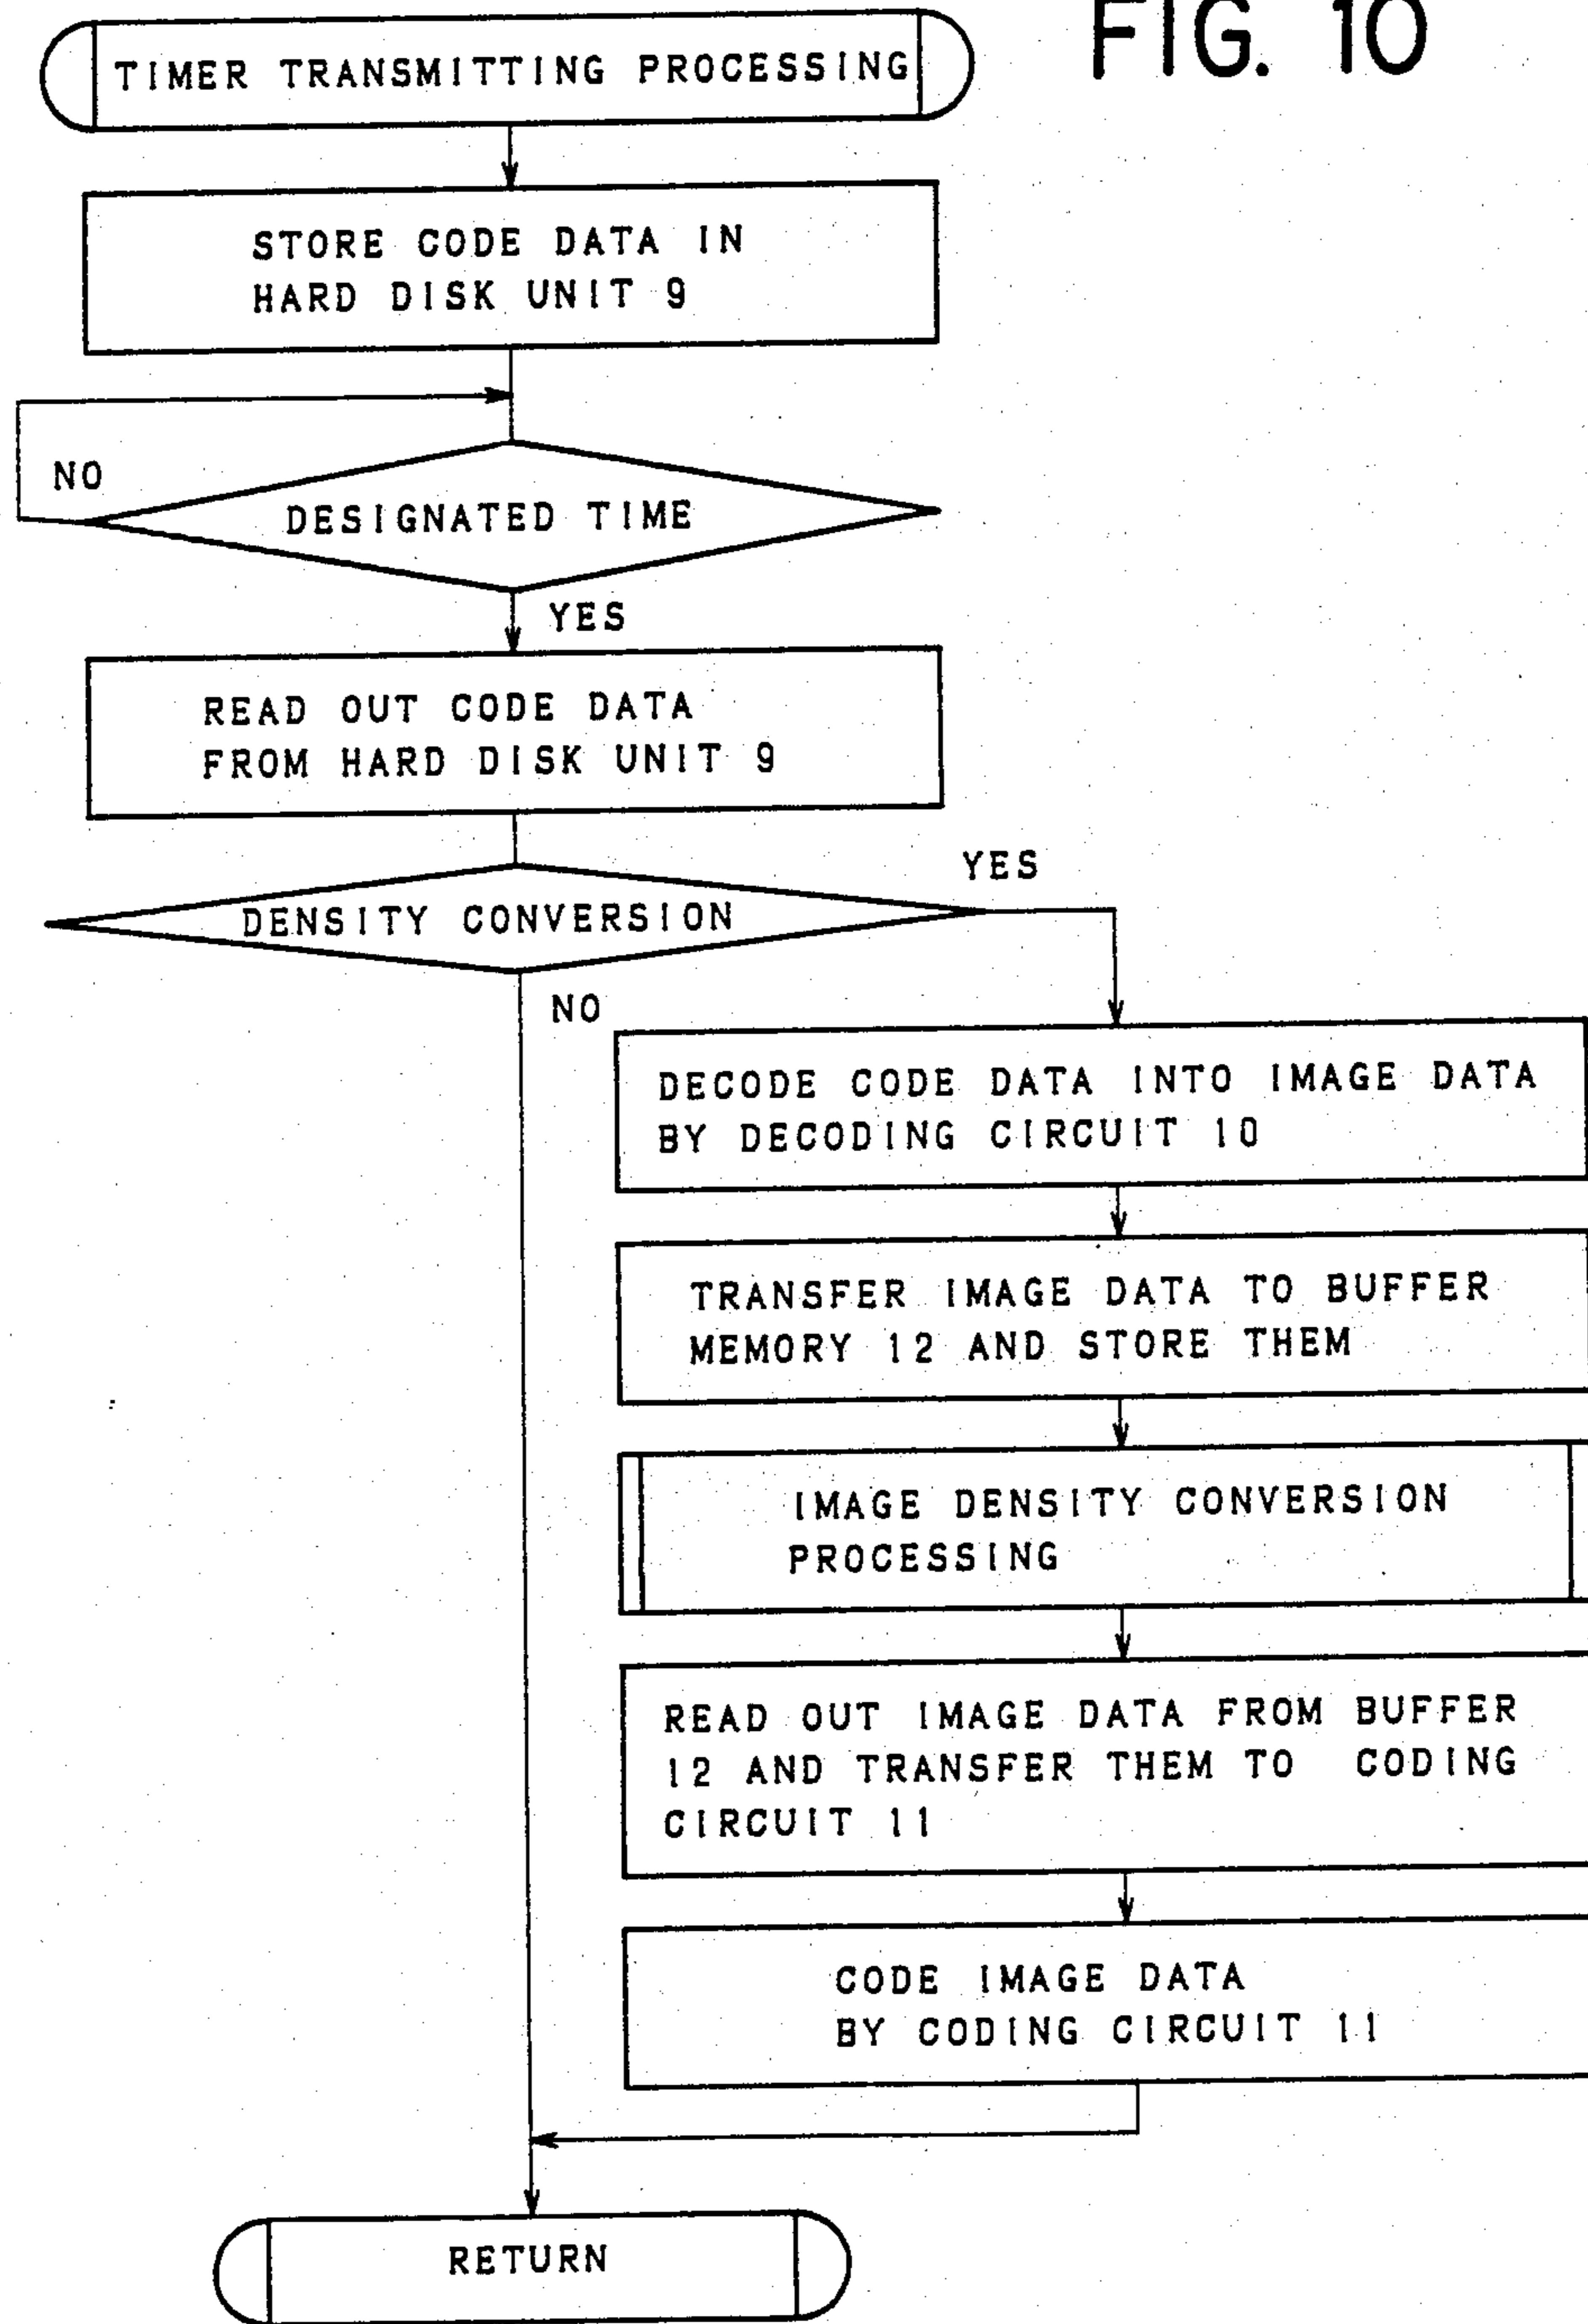 FIG. 10
TIMER TRANSMITTING PROCESSING
STORE CODE DATA IN
HARD DISK UNIT 9
NO
DESIGNATED TIME
YES
READ OUT CODE DATA
FROM HARD DISK UNIT 9
YES
DENSITY CONVERSION
NO
DECODE CODE DATA INTO IMAGE DATA
BY DECODING CIRCUIT 10
TRANSFER IMAGE DATA TO BUFFER
MEMORY 12 AND STORE THEM
IMAGE DENSITY CONVERSION
PROCESSING
READ OUT IMAGE DATA FROM BUFFER
12 AND TRANSFER THEM TO CODING
CIRCUIT 11
CODE IMAGE DATA
BY CODING CIRCUIT 11
RETURN